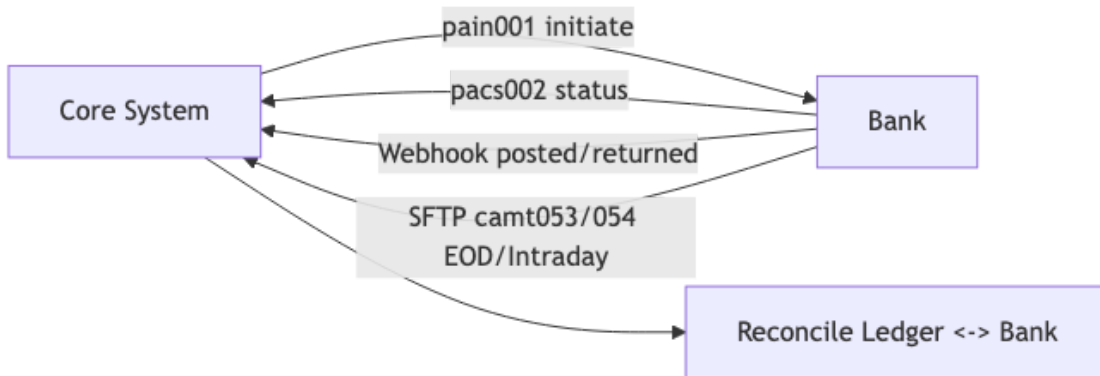 pain001 initiate
Core System
pacs002 status
Bank
Webhook posted/returned
SFTP camt053/054
EOD/Intraday
Reconcile Ledger <-> Bank